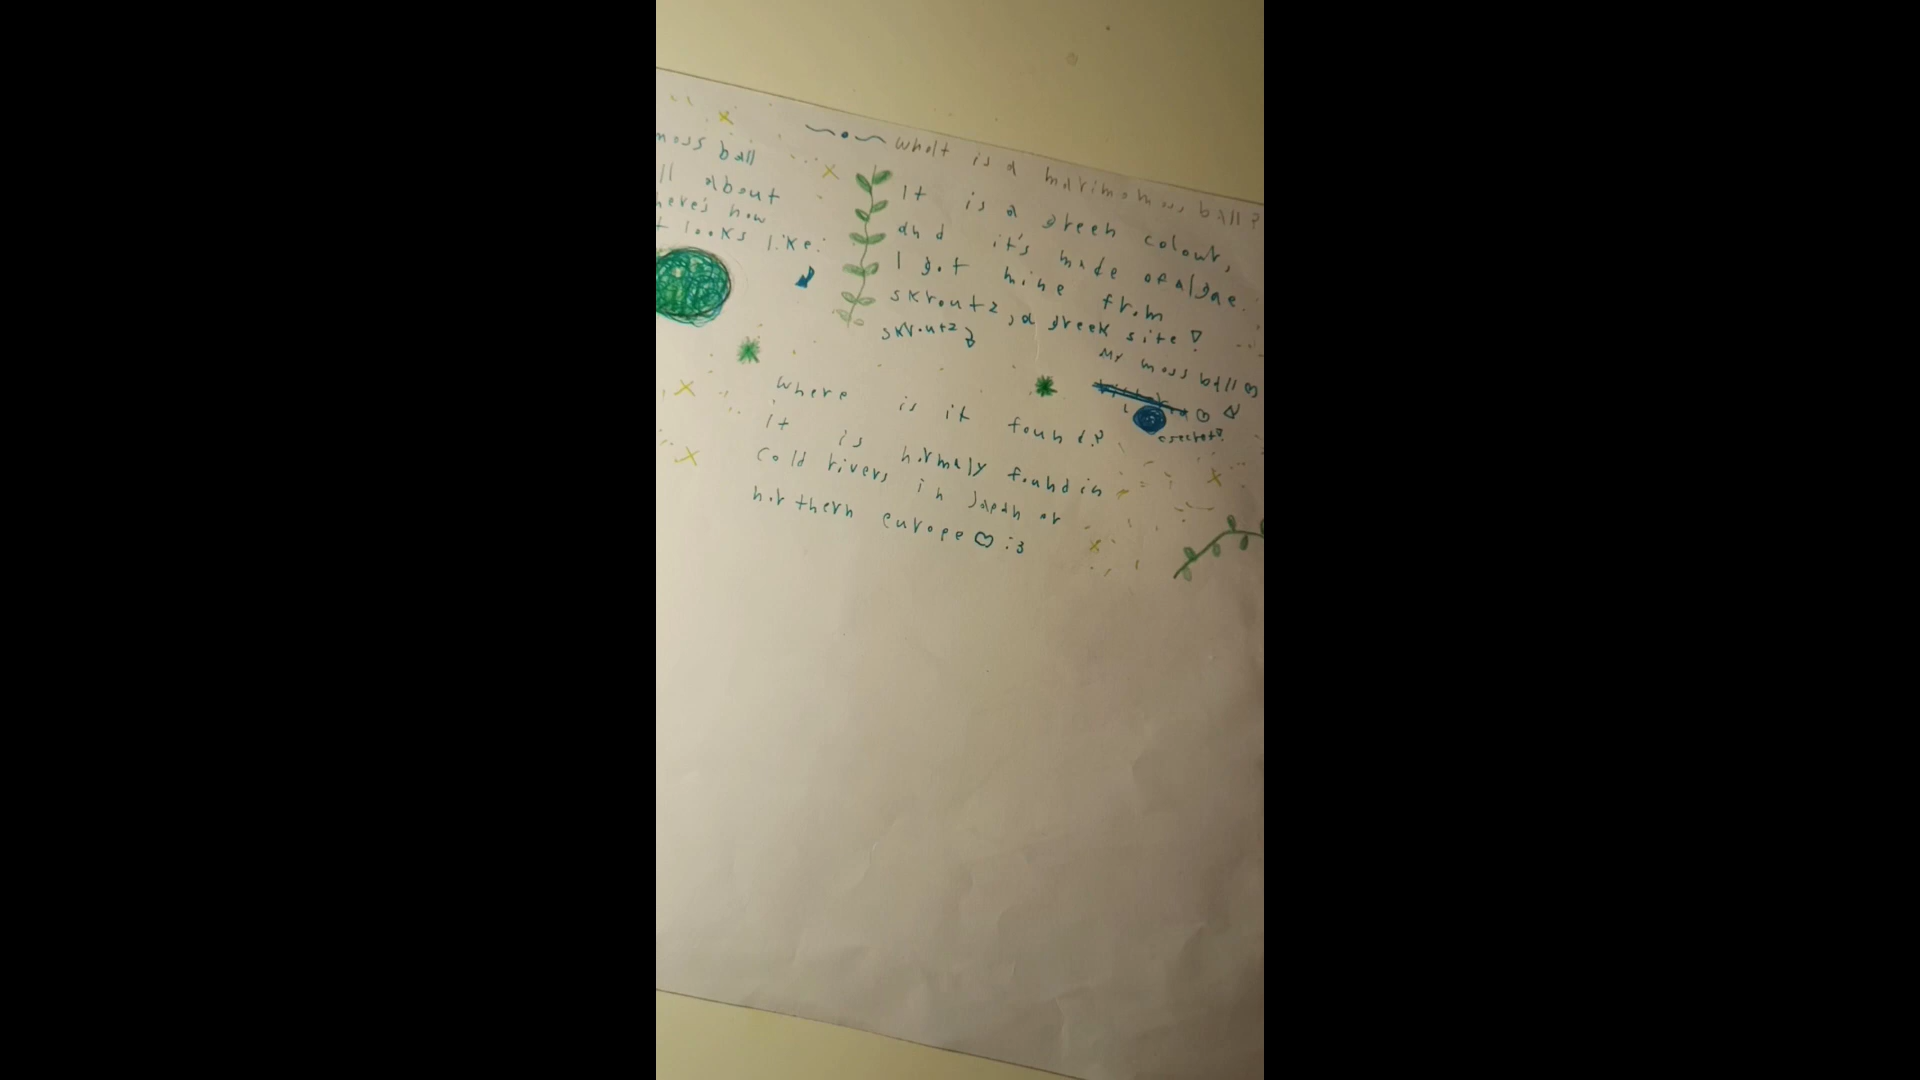 moss ball
ll about
here's how
t looks like:
what is a marimo moss ball?
It is a green colour,
and it's made of algae.
I got mine from
skroutz, a greek site!
skroutz
My moss ball
csecret?
where is it found?
it is normaly found in
cold rivers in Japan or
northern europe♡ :3